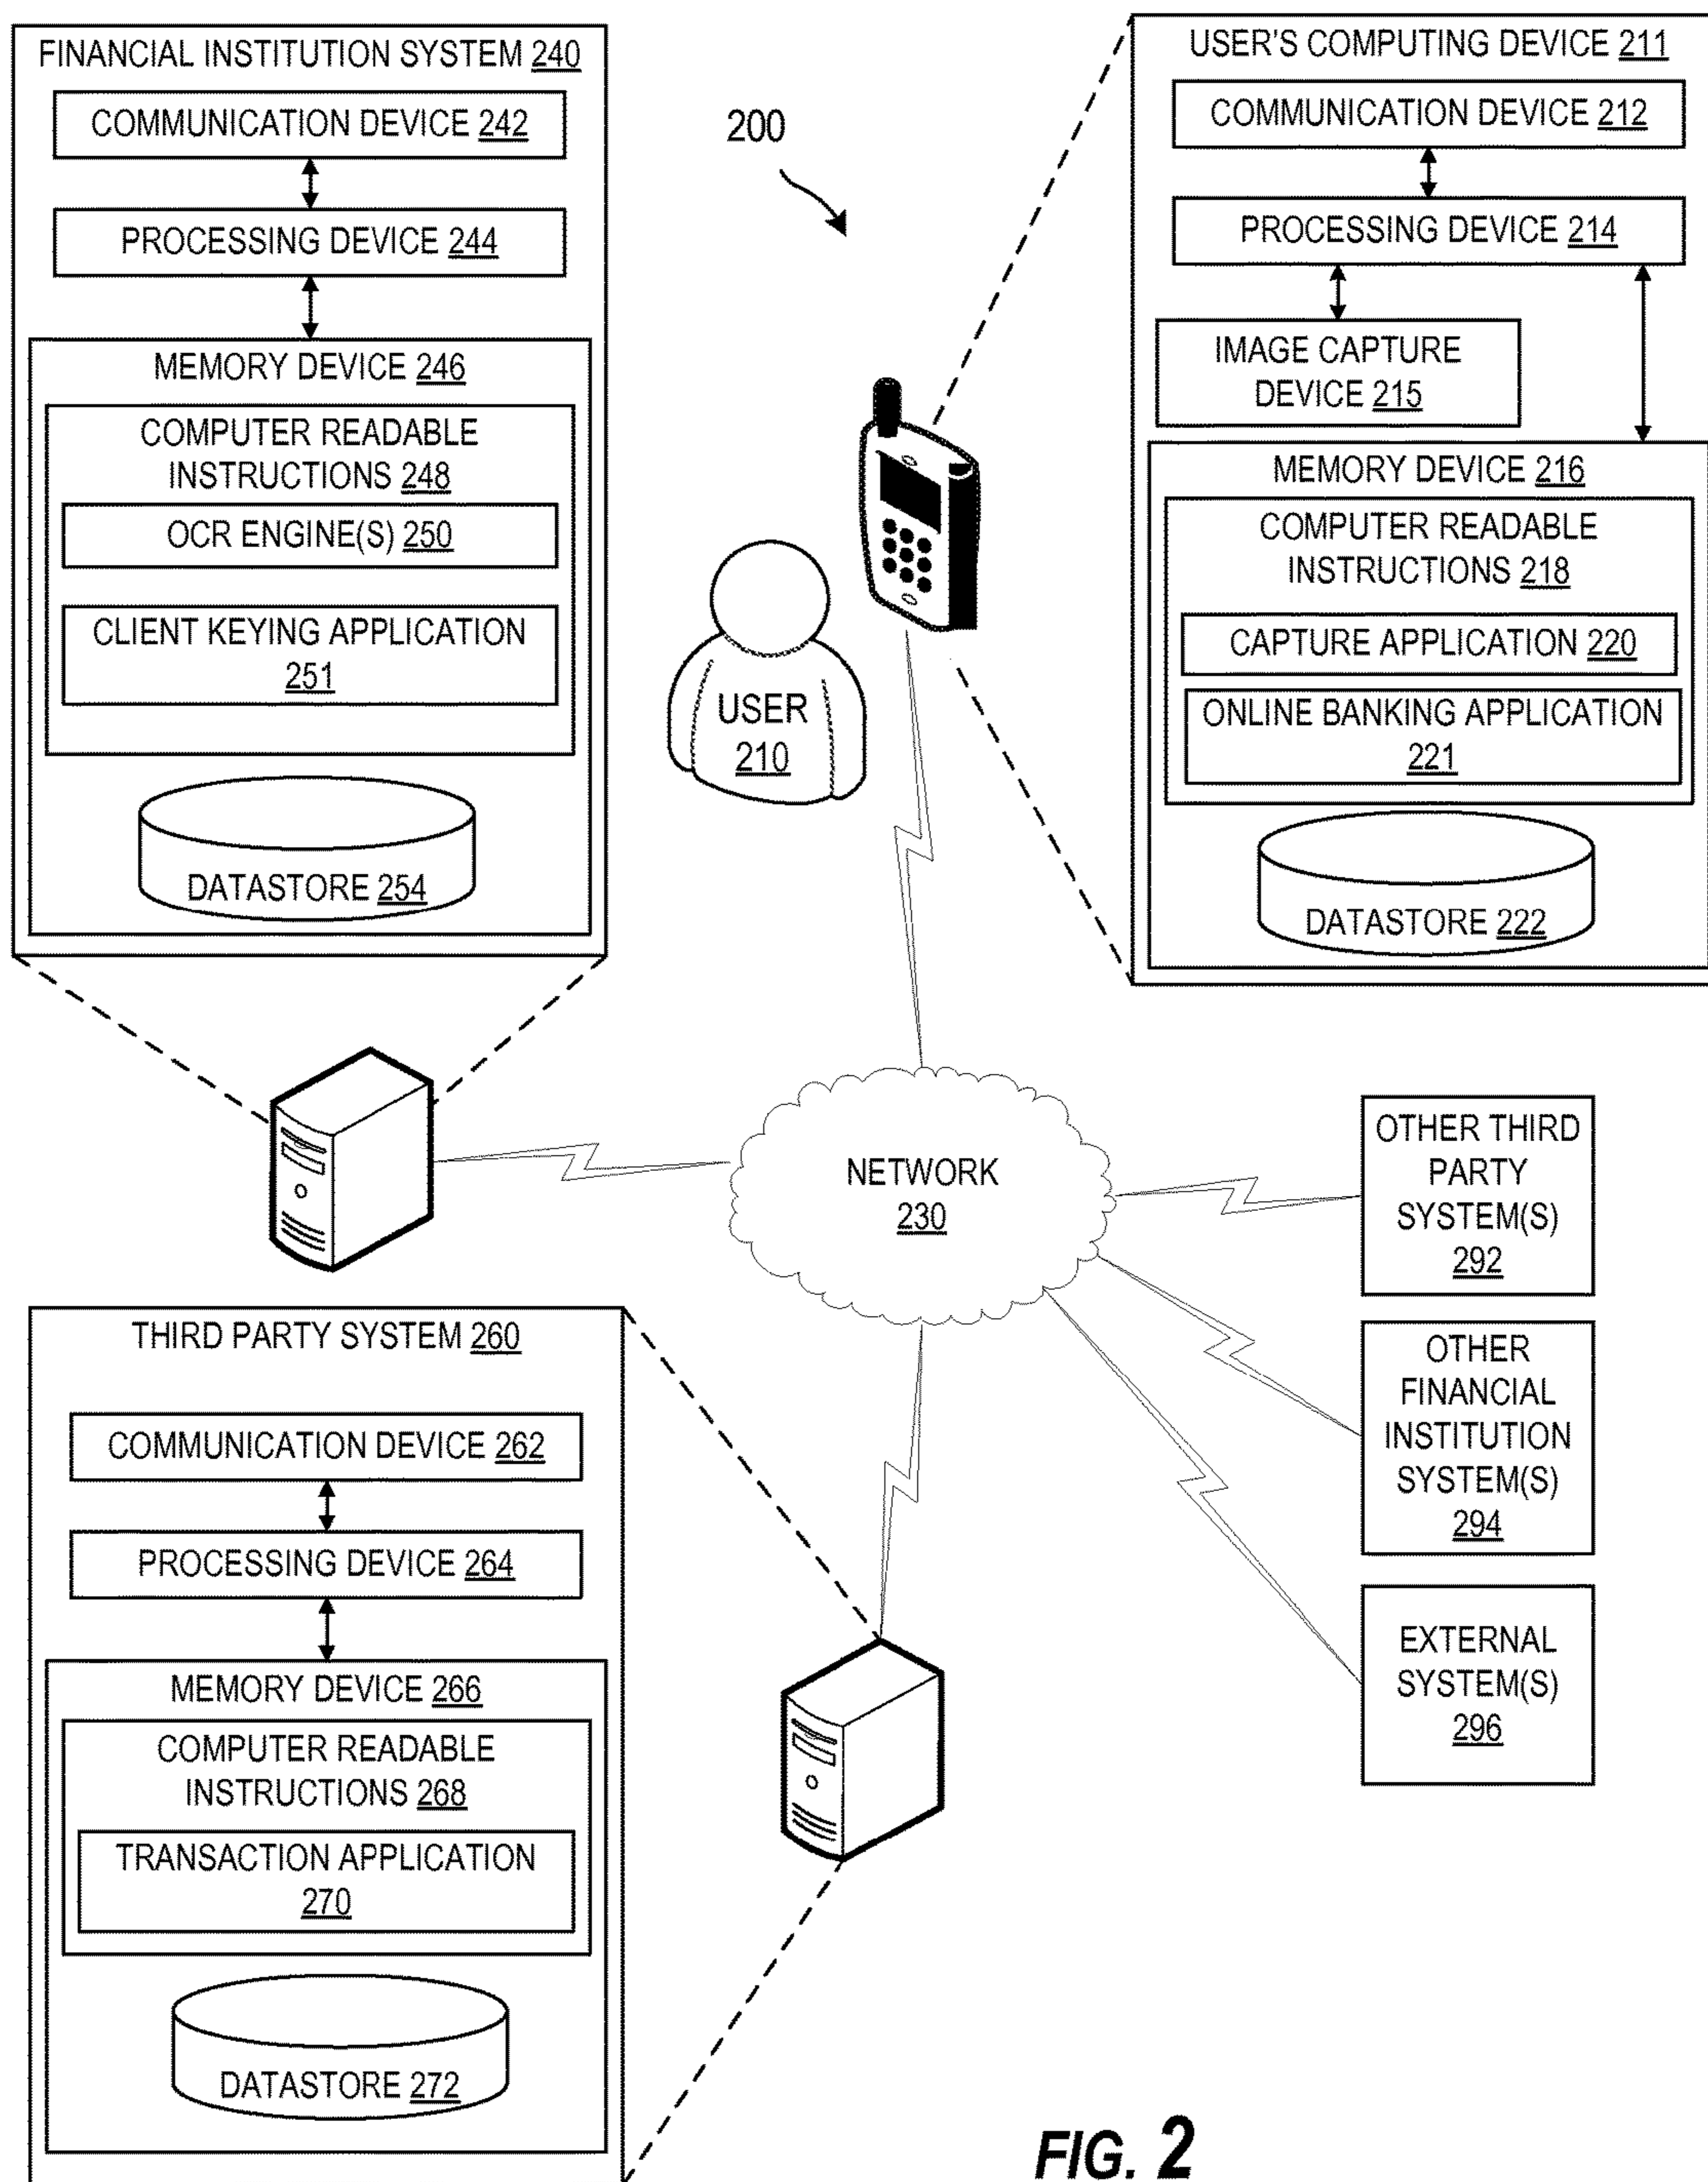 FINANCIAL INSTITUTION SYSTEM 240
COMMUNICATION DEVICE 242
PROCESSING DEVICE 244
MEMORY DEVICE 246
COMPUTER READABLE
INSTRUCTIONS 248
OCR ENGINE(S) 250
CLIENT KEYING APPLICATION
251
DATASTORE 254
200
USER
210
USER'S COMPUTING DEVICE 211
COMMUNICATION DEVICE 212
PROCESSING DEVICE 214
IMAGE CAPTURE
DEVICE 215
MEMORY DEVICE 216
COMPUTER READABLE
INSTRUCTIONS 218
CAPTURE APPLICATION 220
ONLINE BANKING APPLICATION
221
DATASTORE 222
NETWORK
230
OTHER THIRD
PARTY
SYSTEM(S)
292
OTHER
FINANCIAL
INSTITUTION
SYSTEM(S)
294
EXTERNAL
SYSTEM(S)
296
THIRD PARTY SYSTEM 260
COMMUNICATION DEVICE 262
PROCESSING DEVICE 264
MEMORY DEVICE 266
COMPUTER READABLE
INSTRUCTIONS 268
TRANSACTION APPLICATION
270
DATASTORE 272
FIG. 2